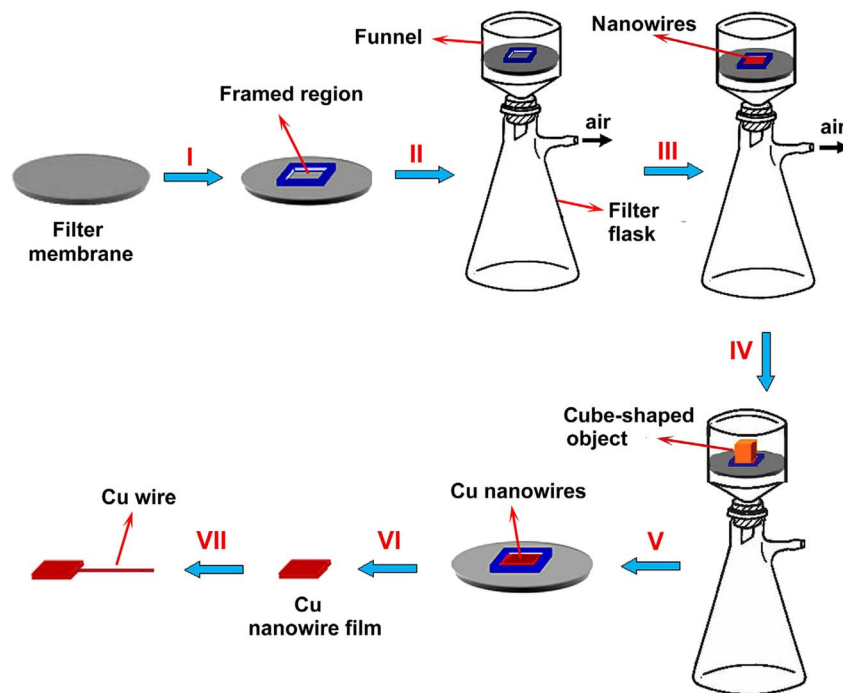 Funnel
Nanowires
Framed region
air
air
I
II
III
Filter
membrane
Filter
flask
IV
Cube-shaped
object
Cu wire
Cu nanowires
VII
VI
V
Cu
nanowire film